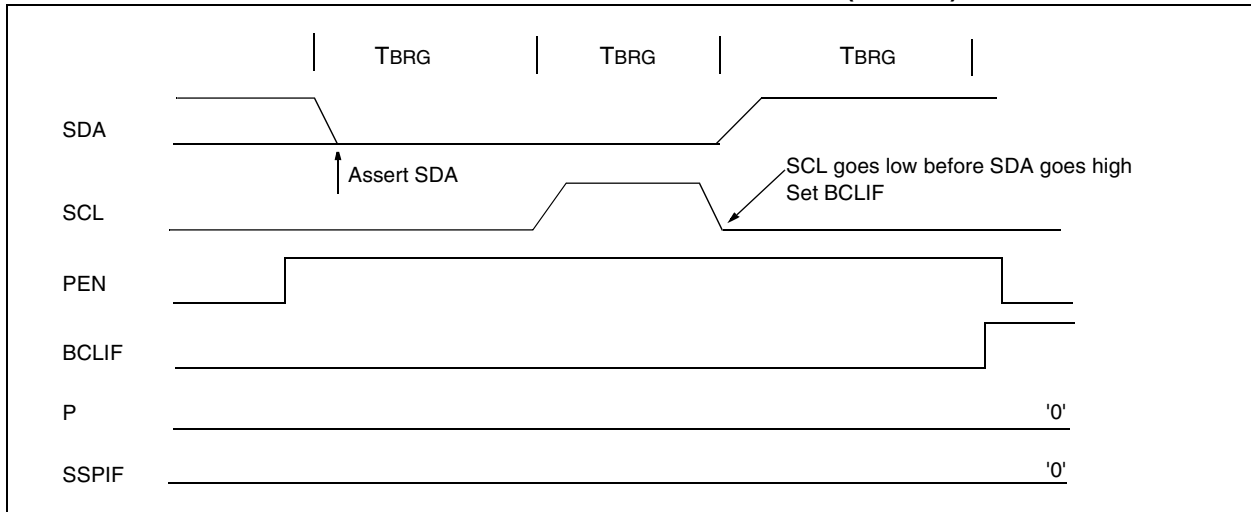 TBRG TBRG TBRG
SDA
Assert SDA
SCL goes low before SDA goes high
Set BCLIF
SCL
PEN
BCLIF
P '0'
SSPIF '0'